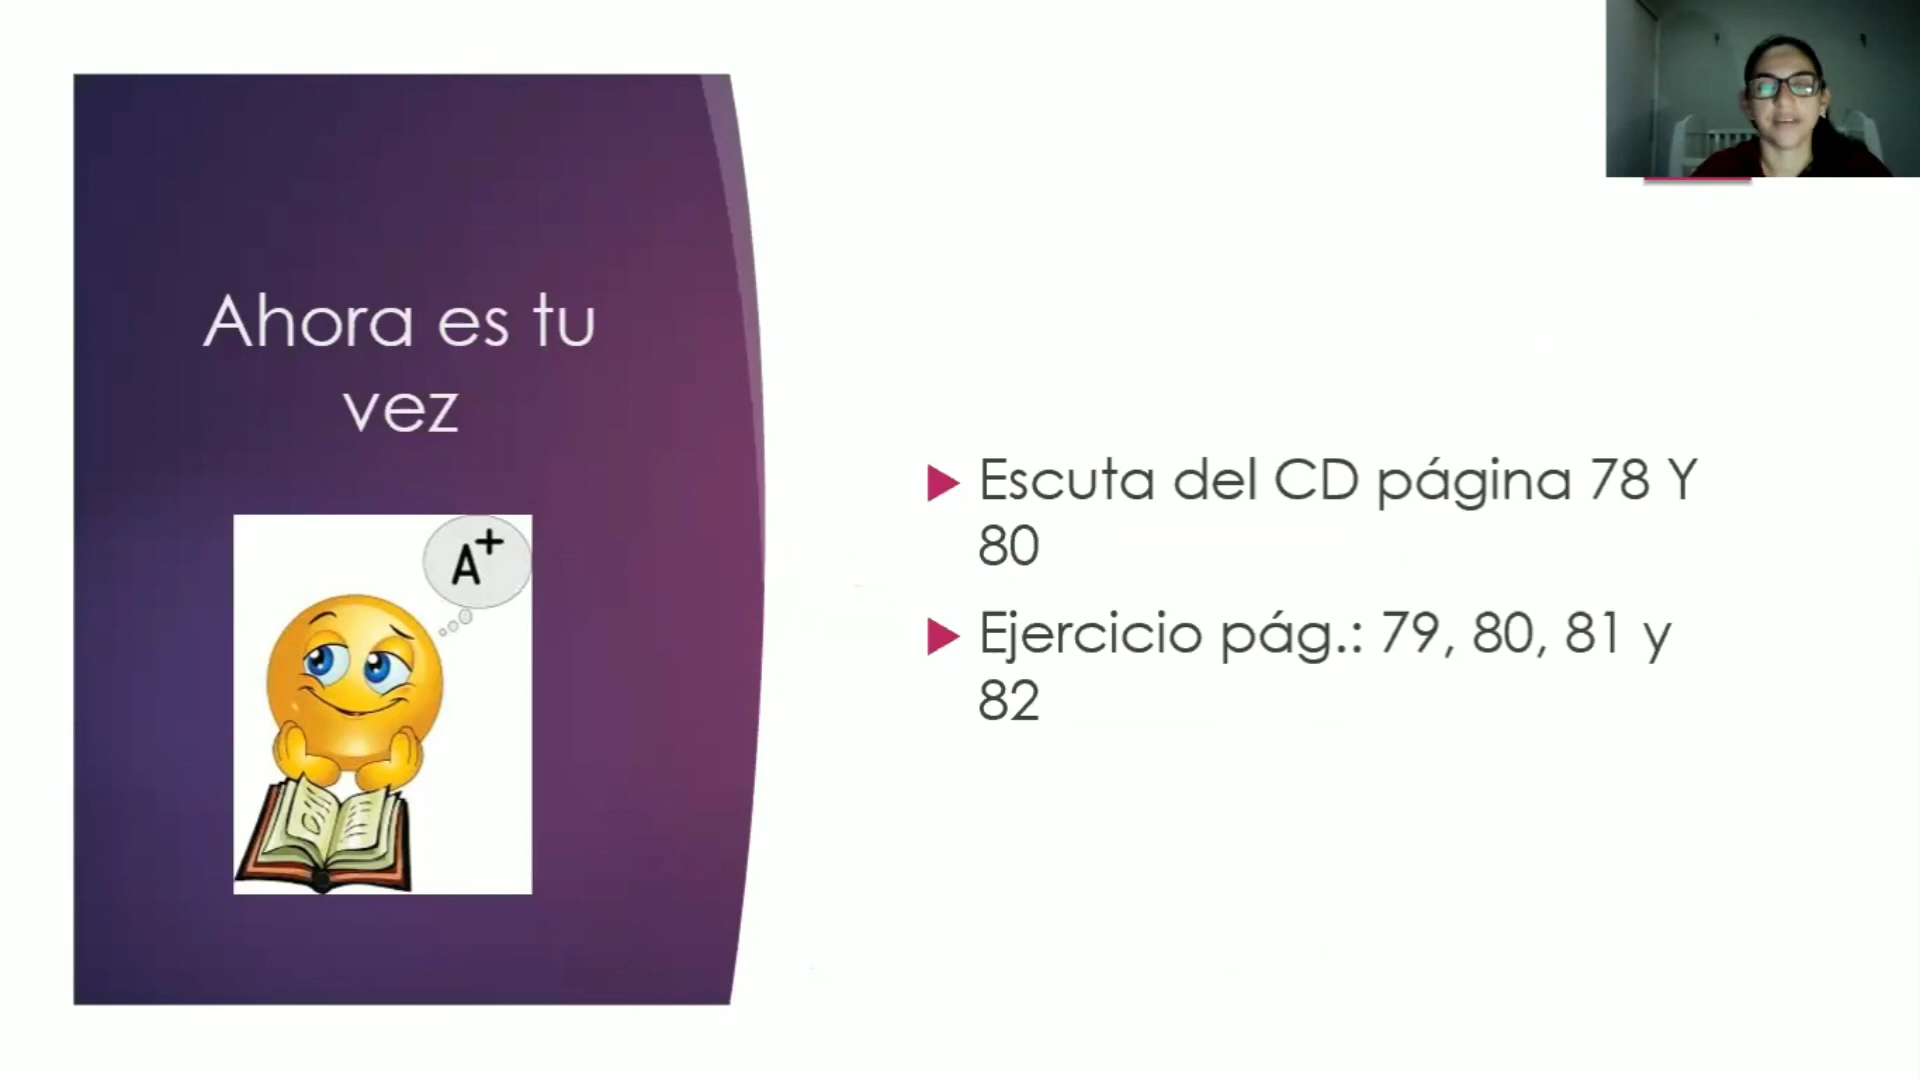 Ahora es tu
vez
A+
Escuta del CD página 78 Y
80
Ejercicio pág.: 79, 80, 81 y
82